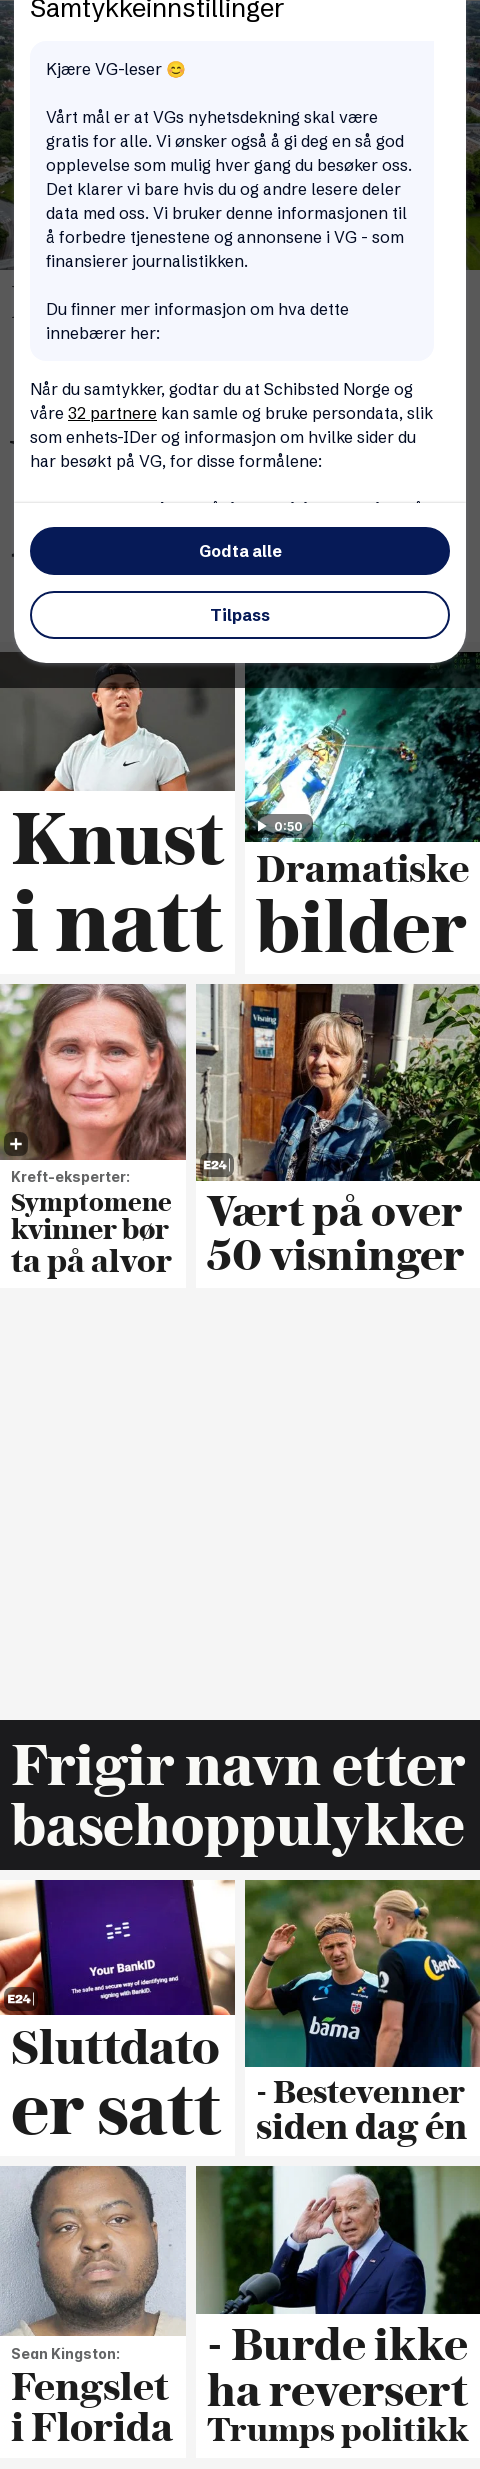 Samtykkeinnstillinger
Kjære VG-leser 😊
Vårt mål er at VGs nyhetsdekning skal være
gratis for alle. Vi ønsker også å gi deg en så god
opplevelse som mulig hver gang du besøker oss.
Det klarer vi bare hvis du og andre lesere deler
data med oss. Vi bruker denne informasjonen til
å forbedre tjenestene og annonsene i VG - som
finansierer journalistikken.
Du finner mer informasjon om hva dette
innebærer her:
Når du samtykker, godtar du at Schibsted Norge og
våre 32 partnere kan samle og bruke persondata, slik
som enhets-IDer og informasjon om hvilke sider du
har besøkt på VG, for disse formålene:
Godta alle
Tilpass
Knust
i natt
0:50
Dramatiske
bilder
Kreft-eksperter:
Symptomene
kvinner bør
ta på alvor
Visning
E24
Vært på over
50 visninger
Frigir navn etter
basehoppulykke
Your BankID
The safe and secure way of identifying and
signing with BankID.
E24
Sluttdato
er satt
bama
Bendit
- Bestevenner
siden dag én
Sean Kingston:
Fengslet
i Florida
- Burde ikke
ha reversert
Trumps politikk